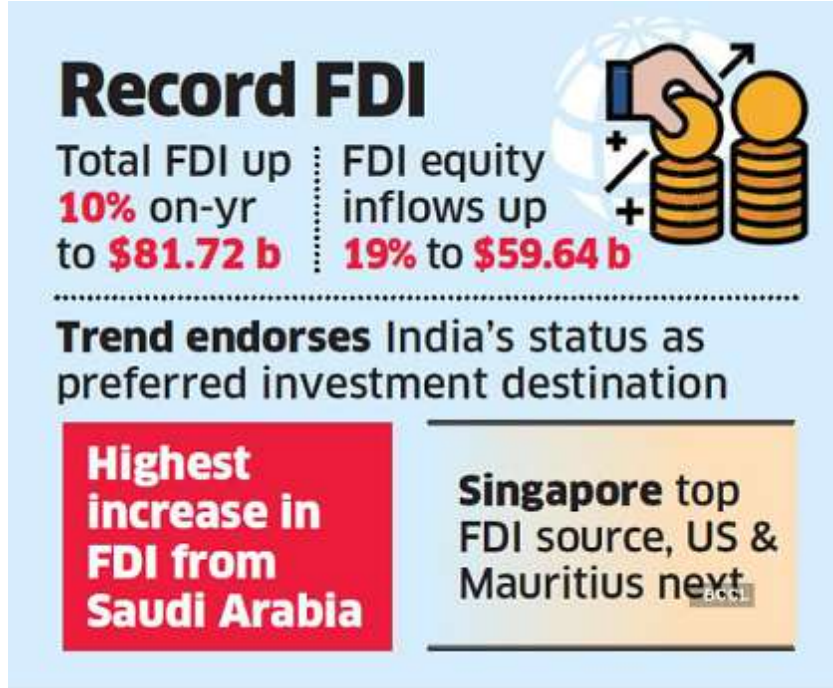 Record FDI
Total FDI up
10% on-yr
to $81.72 b
FDI equity
inflows up
19% to $59.64 b
Trend endorses India's status as
preferred investment destination
Highest
increase in
FDI from
Saudi Arabia
Singapore top
FDI source, US &
Mauritius next
BCCL